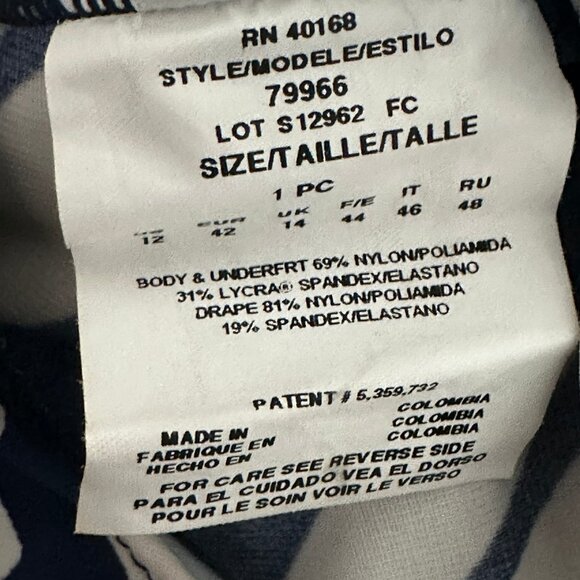 RN 40168
STYLE/MODELE/ESTILO
79966
LOT S12962 FC
SIZE/TAILLE/TALLE
1 PC
US EUR UK F/E IT RU
12 42 14 44 46 48
BODY & UNDERFRT 69% NYLON/POLIAMIDA
31% LYCRA® SPANDEX/ELASTANO
DRAPE 81% NYLON/POLIAMIDA
19% SPANDEX/ELASTANO
PATENT # 5,359,732
MADE IN COLOMBIA
FABRIQUE EN COLOMBIA
HECHO EN COLOMBIA
FOR CARE SEE REVERSE SIDE
PARA EL CUIDADO VEA EL DORSO
POUR LE SOIN VOIR LE VERSO